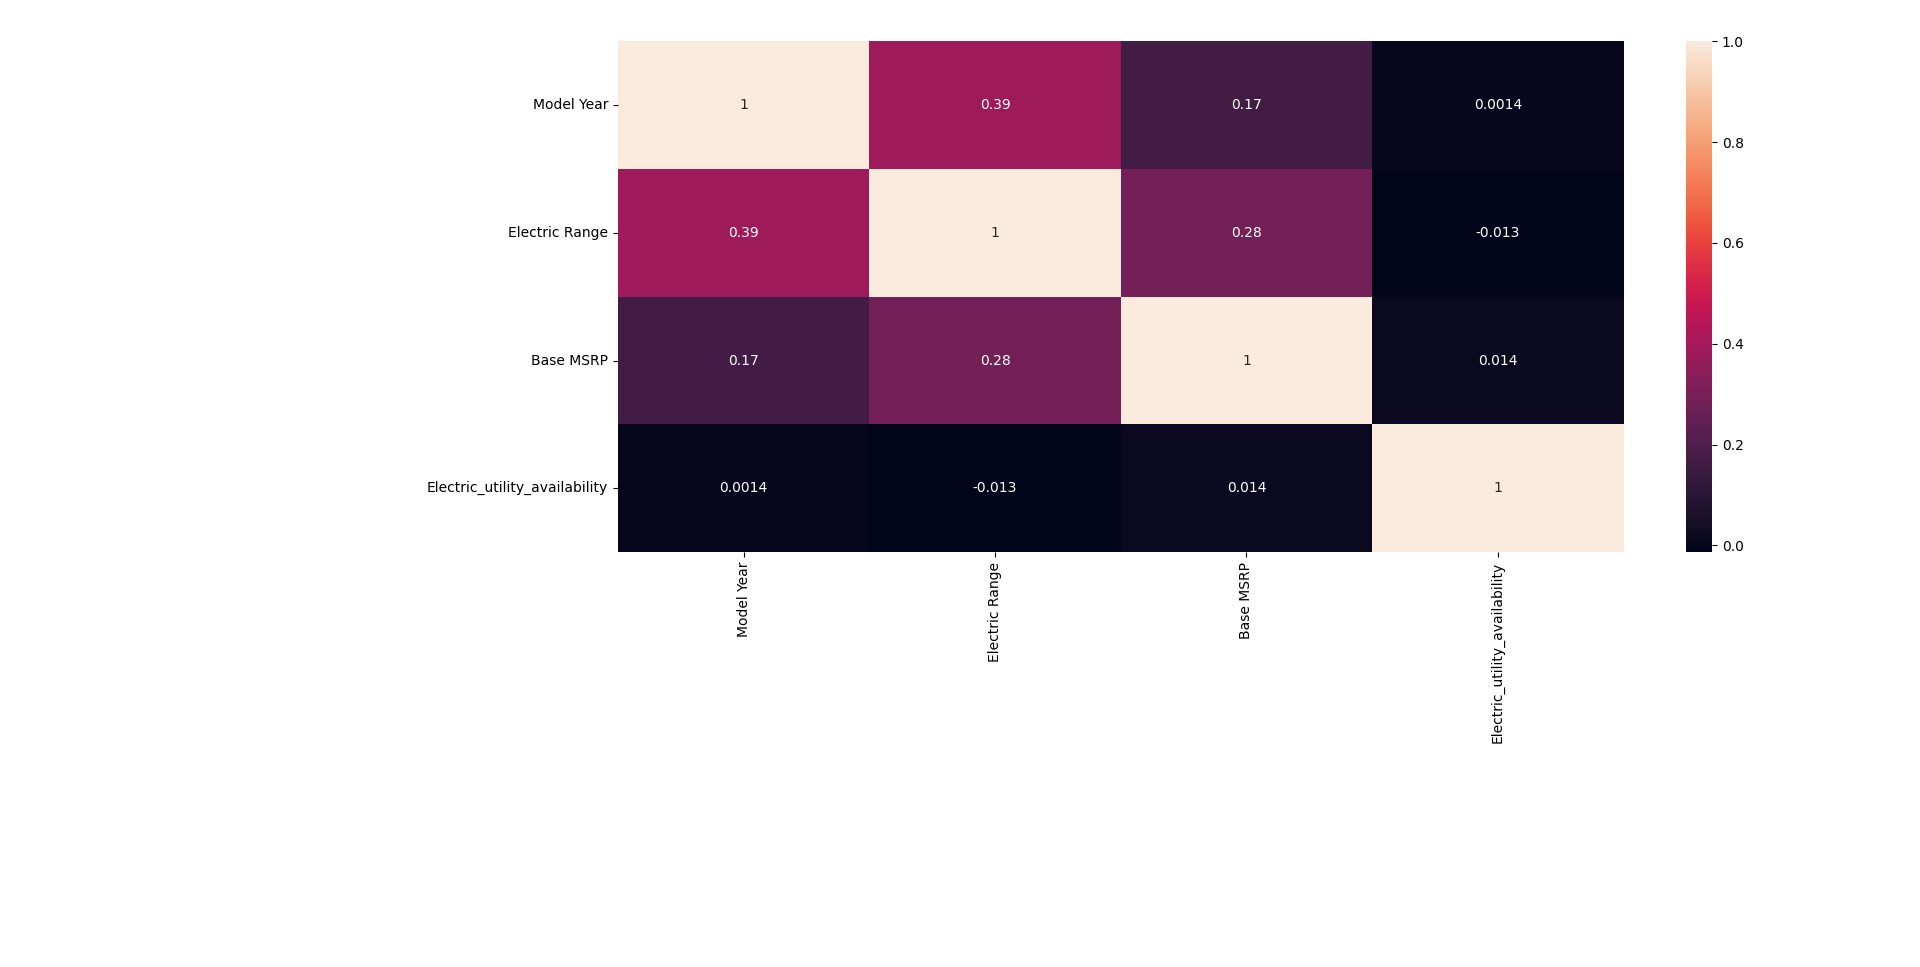 Model Year 1 0.39 0.17 0.0014
Electric Range 0.39 1 0.28 -0.013
Base MSRP 0.17 0.28 1 0.014
Electric_utility_availability 0.0014 -0.013 0.014 1
Model Year
Electric Range
Base MSRP
Electric_utility_availability
1.0
0.8
0.6
0.4
0.2
0.0